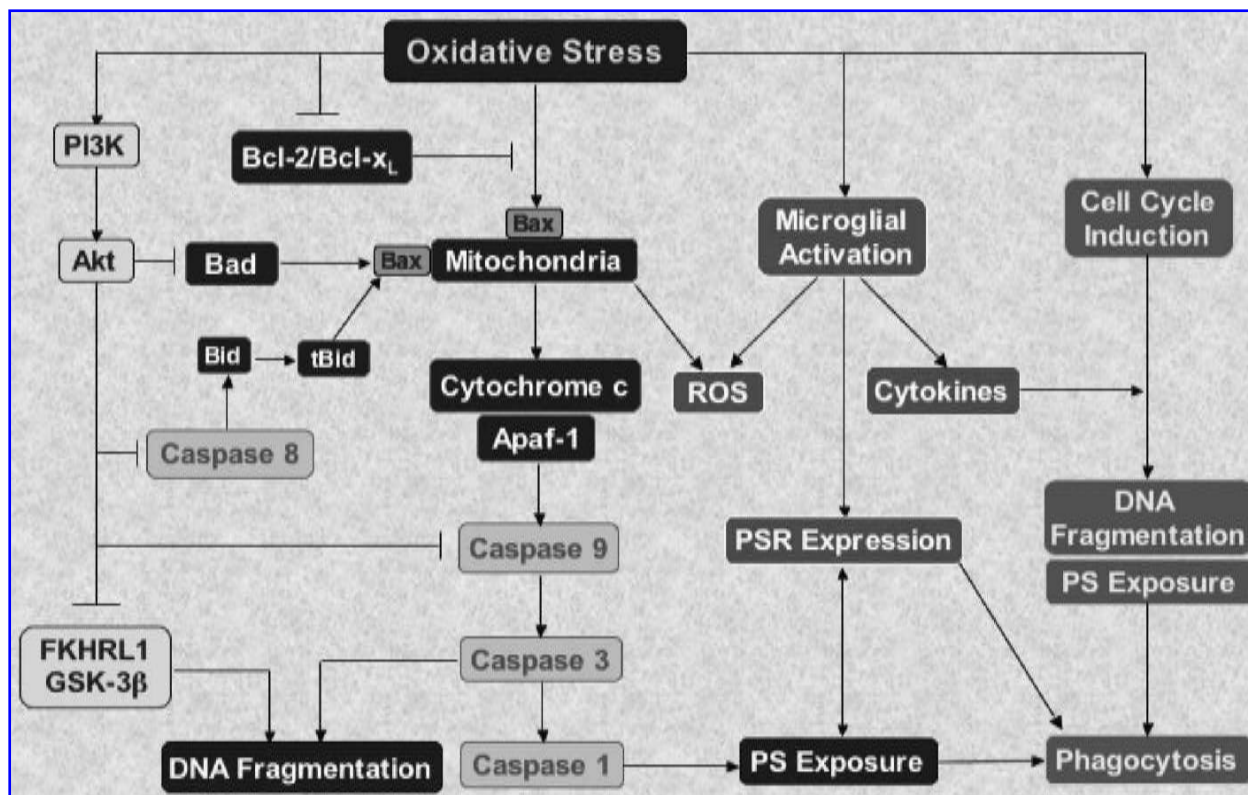 Oxidative Stress
PI3K
Bcl-2/Bcl-xL
Cell Cycle
Induction
Microglial
Activation
Bax
Akt
Bad
Bax
Mitochondria
Bid
tBid
Cytochrome c
ROS
Cytokines
Apaf-1
Caspase 8
DNA
Fragmentation
PSR Expression
Caspase 9
PS Exposure
FKHRL1
GSK-3β
Caspase 3
DNA Fragmentation
Caspase 1
PS Exposure
Phagocytosis